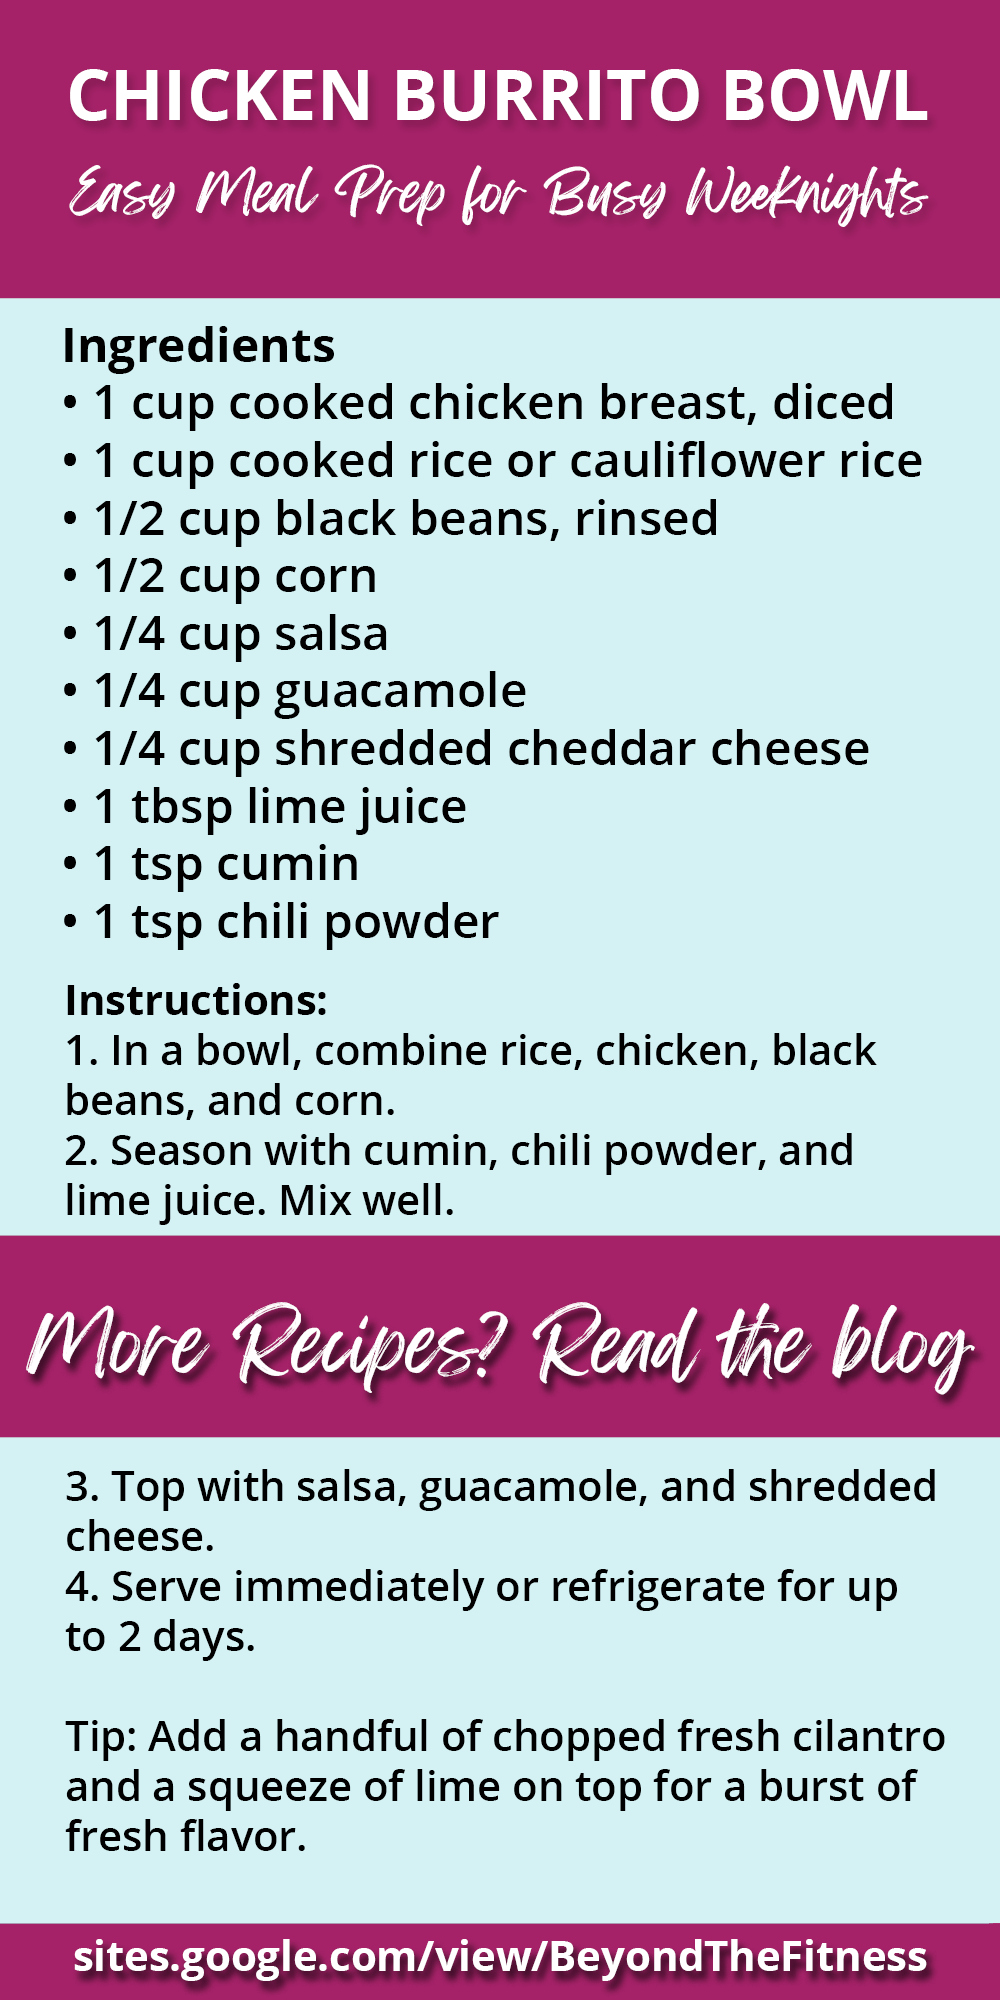 CHICKEN BURRITO BOWL
Easy Meal Prep for Busy Weeknights
Ingredients
• 1 cup cooked chicken breast, diced
• 1 cup cooked rice or cauliflower rice
• 1/2 cup black beans, rinsed
• 1/2 cup corn
• 1/4 cup salsa
• 1/4 cup guacamole
• 1/4 cup shredded cheddar cheese
• 1 tbsp lime juice
• 1 tsp cumin
• 1 tsp chili powder
Instructions:
1. In a bowl, combine rice, chicken, black
beans, and corn.
2. Season with cumin, chili powder, and
lime juice. Mix well.
More Recipes? Read the blog
3. Top with salsa, guacamole, and shredded
cheese.
4. Serve immediately or refrigerate for up
to 2 days.
Tip: Add a handful of chopped fresh cilantro
and a squeeze of lime on top for a burst of
fresh flavor.
sites.google.com/view/BeyondTheFitness